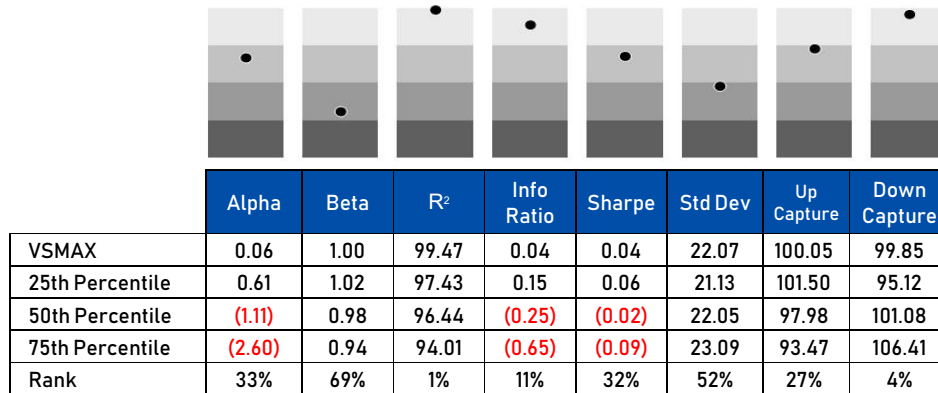 Alpha Beta R² Info Ratio Sharpe Std Dev Up Capture Down Capture
VSMAX 0.06 1.00 99.47 0.04 0.04 22.07 100.05 99.85
25th Percentile 0.61 1.02 97.43 0.15 0.06 21.13 101.50 95.12
50th Percentile (1.11) 0.98 96.44 (0.25) (0.02) 22.05 97.98 101.08
75th Percentile (2.60) 0.94 94.01 (0.65) (0.09) 23.09 93.47 106.41
Rank 33% 69% 1% 11% 32% 52% 27% 4%